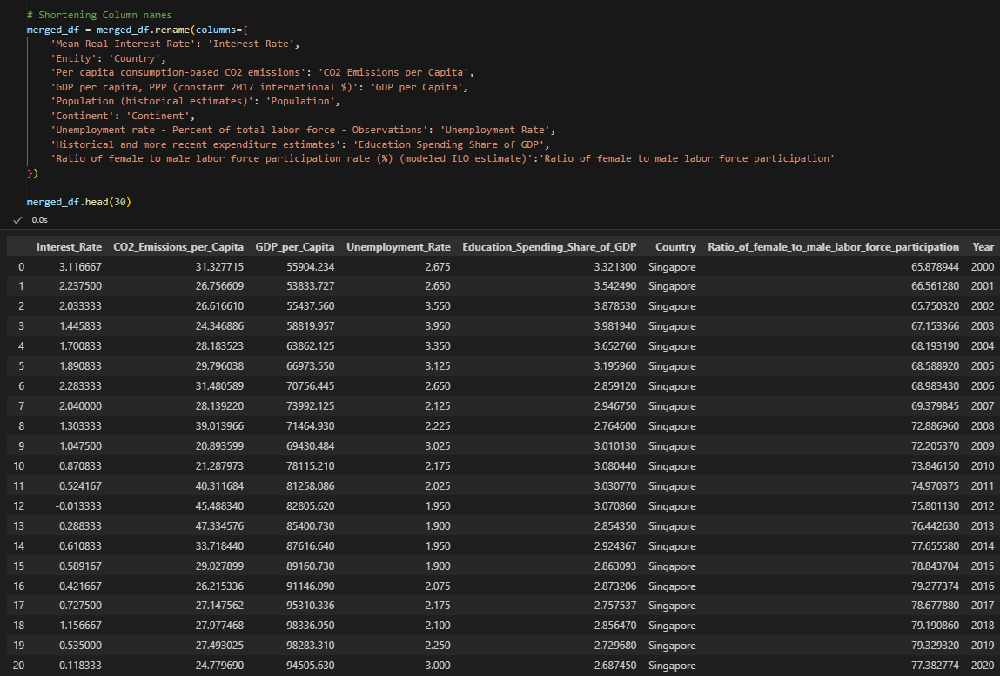 # Shortening Column names
merged_df = merged_df.rename(columns={
    'Mean Real Interest Rate': 'Interest Rate',
    'Entity': 'Country',
    'Per capita consumption-based CO2 emissions': 'CO2 Emissions per Capita',
    'GDP per capita, PPP (constant 2017 international $)': 'GDP per Capita',
    'Population (historical estimates)': 'Population',
    'Continent': 'Continent',
    'Unemployment rate - Percent of total labor force - Observations': 'Unemployment Rate',
    'Historical and more recent expenditure estimates': 'Education Spending Share of GDP',
    'Ratio of female to male labor force participation rate (%) (modeled ILO estimate)':'Ratio of female to male labor force participation'
})
merged_df.head(30)
✓ 0.0s
Interest_Rate CO2_Emissions_per_Capita GDP_per_Capita Unemployment_Rate Education_Spending_Share_of_GDP Country Ratio_of_female_to_male_labor_force_participation Year
0 3.116667 31.327715 55904.234 2.675 3.321300 Singapore 65.878944 2000
1 2.237500 26.756609 53833.727 2.650 3.542490 Singapore 66.561280 2001
2 2.033333 26.616610 55437.560 3.550 3.878530 Singapore 65.750320 2002
3 1.445833 24.346886 58819.957 3.950 3.981940 Singapore 67.153366 2003
4 1.700833 28.183523 63862.125 3.350 3.652760 Singapore 68.193190 2004
5 1.890833 29.796038 66973.550 3.125 3.195960 Singapore 68.588920 2005
6 2.283333 31.480589 70756.445 2.650 2.859120 Singapore 68.983430 2006
7 2.040000 28.139220 73992.125 2.125 2.946750 Singapore 69.379845 2007
8 1.303333 39.013966 71464.930 2.225 2.764600 Singapore 72.886960 2008
9 1.047500 20.893599 69430.484 3.025 3.010130 Singapore 72.205370 2009
10 0.870833 21.287973 78115.210 2.175 3.080440 Singapore 73.846150 2010
11 0.524167 40.311684 81258.086 2.025 3.030770 Singapore 74.970375 2011
12 -0.013333 45.488340 82805.620 1.950 3.070860 Singapore 75.801130 2012
13 0.288333 47.334576 85400.730 1.900 2.854350 Singapore 76.442630 2013
14 0.610833 33.718440 87616.640 1.950 2.924367 Singapore 77.655580 2014
15 0.589167 29.027899 89160.730 1.900 2.863093 Singapore 78.843704 2015
16 0.421667 26.215336 91146.090 2.075 2.873206 Singapore 79.277374 2016
17 0.727500 27.147562 95310.336 2.175 2.757537 Singapore 78.677880 2017
18 1.156667 27.977468 98336.950 2.100 2.856470 Singapore 79.190860 2018
19 0.535000 27.493025 98283.310 2.250 2.729680 Singapore 79.329320 2019
20 -0.118333 24.779690 94505.630 3.000 2.687450 Singapore 77.382774 2020